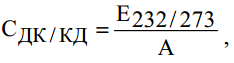 С_ДК/КД = Е_232/273 / А ,